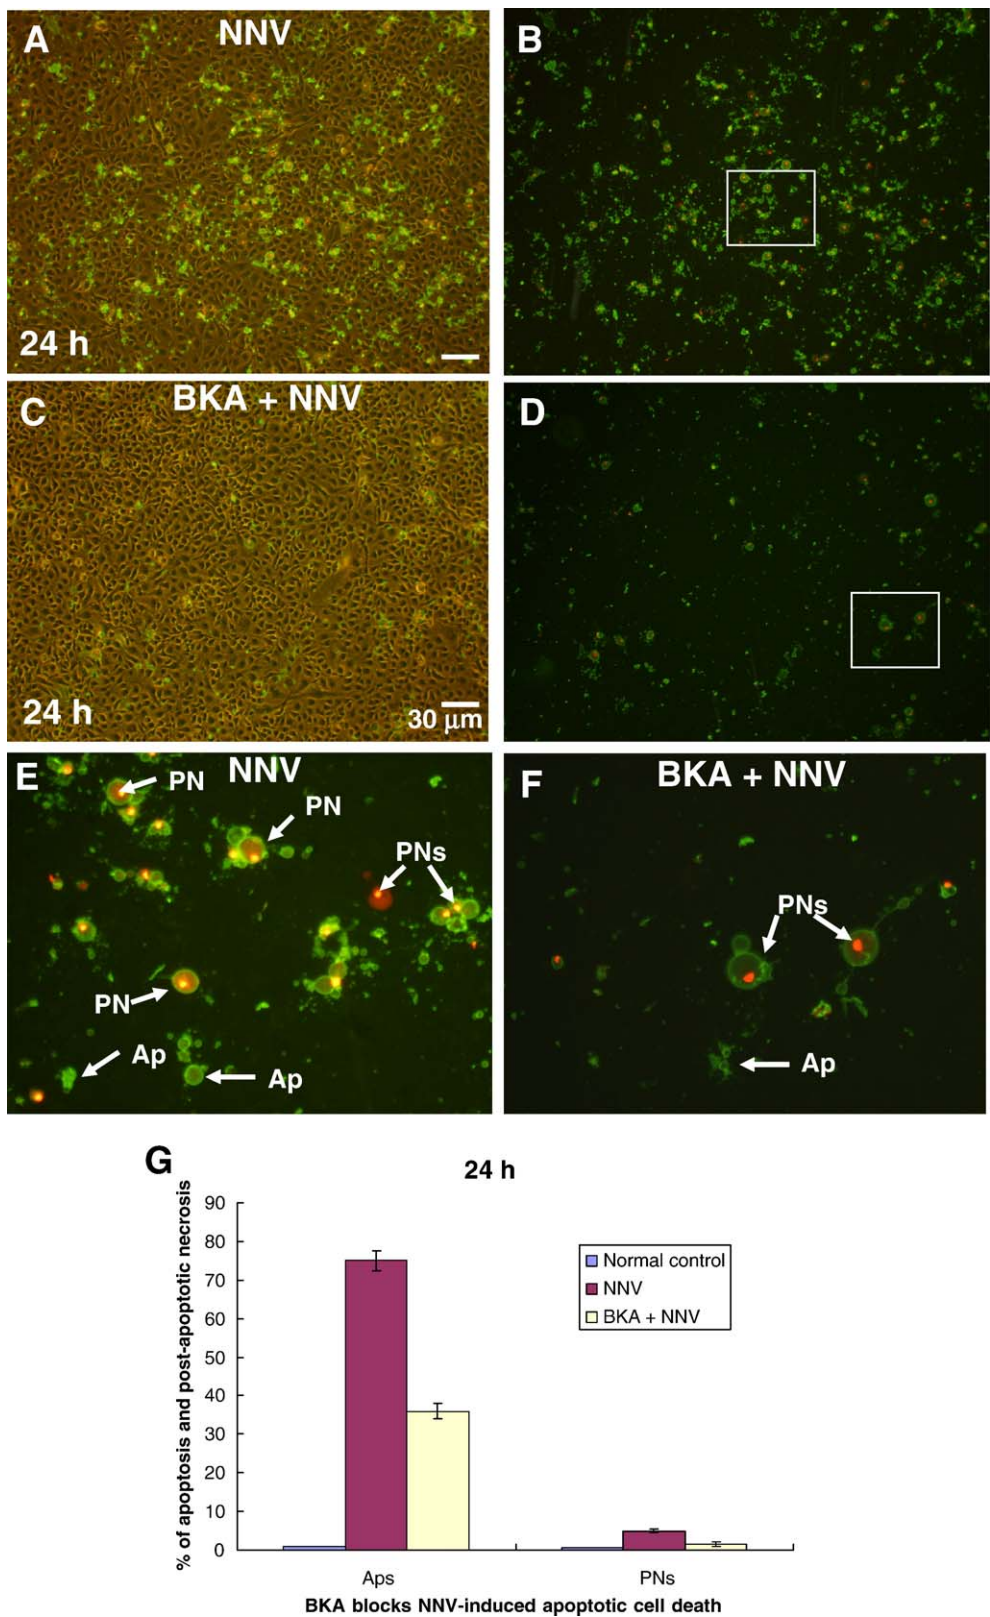 A
NNV
B
24 h
C
BKA + NNV
D
24 h
30 µm
E
NNV
PN
PN
PNs
PN
Ap
Ap
F
BKA + NNV
PNs
Ap
G
24 h
% of apoptosis and post-apoptotic necrosis
90
80
70
60
50
40
30
20
10
0
Normal control
NNV
BKA + NNV
Aps
PNs
BKA blocks NNV-induced apoptotic cell death